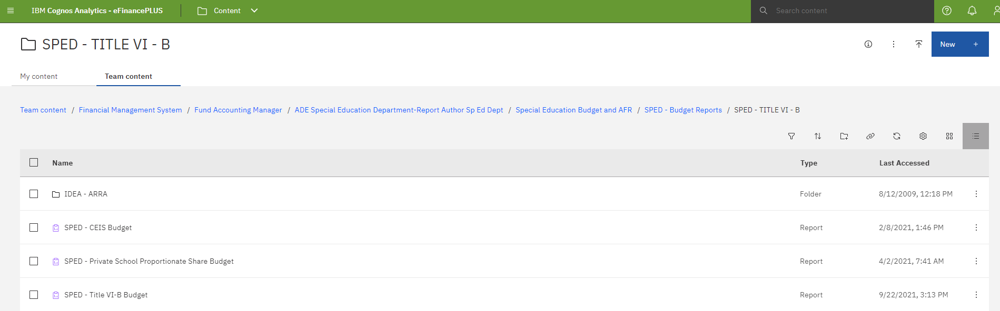 IBM Cognos Analytics - eFinancePLUS Content Search content
SPED - TITLE VI - B New +
My content Team content
Team content / Financial Management System / Fund Accounting Manager / ADE Special Education Department-Report Author Sp Ed Dept / Special Education Budget and AFR / SPED - Budget Reports / SPED - TITLE VI - B
Name Type Last Accessed
IDEA - ARRA Folder 8/12/2009, 12:18 PM
SPED - CEIS Budget Report 2/8/2021, 1:46 PM
SPED - Private School Proportionate Share Budget Report 4/2/2021, 7:41 AM
SPED - Title VI-B Budget Report 9/22/2021, 3:13 PM